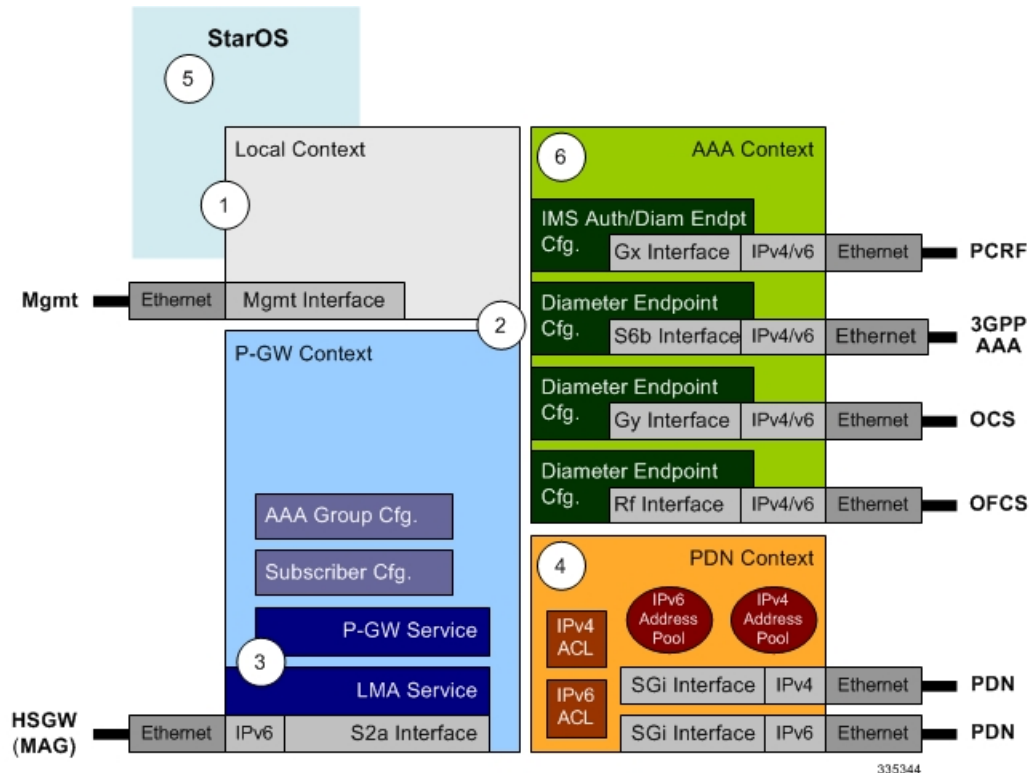 StarOS
5
Local Context
1
Mgmt
Ethernet
Mgmt Interface
2
P-GW Context
AAA Group Cfg.
Subscriber Cfg.
P-GW Service
3
LMA Service
HSGW
(MAG)
Ethernet
IPv6
S2a Interface
6
AAA Context
IMS Auth/Diam Endpt
Cfg.
Gx Interface
IPv4/v6
Ethernet
PCRF
Diameter Endpoint
Cfg.
S6b Interface
IPv4/v6
Ethernet
3GPP
AAA
Diameter Endpoint
Cfg.
Gy Interface
IPv4/v6
Ethernet
OCS
Diameter Endpoint
Cfg.
Rf Interface
IPv4/v6
Ethernet
OFCS
4
PDN Context
IPv6
Address
Pool
IPv4
Address
Pool
IPv4
ACL
IPv6
ACL
SGi Interface
IPv4
Ethernet
PDN
SGi Interface
IPv6
Ethernet
PDN
335344